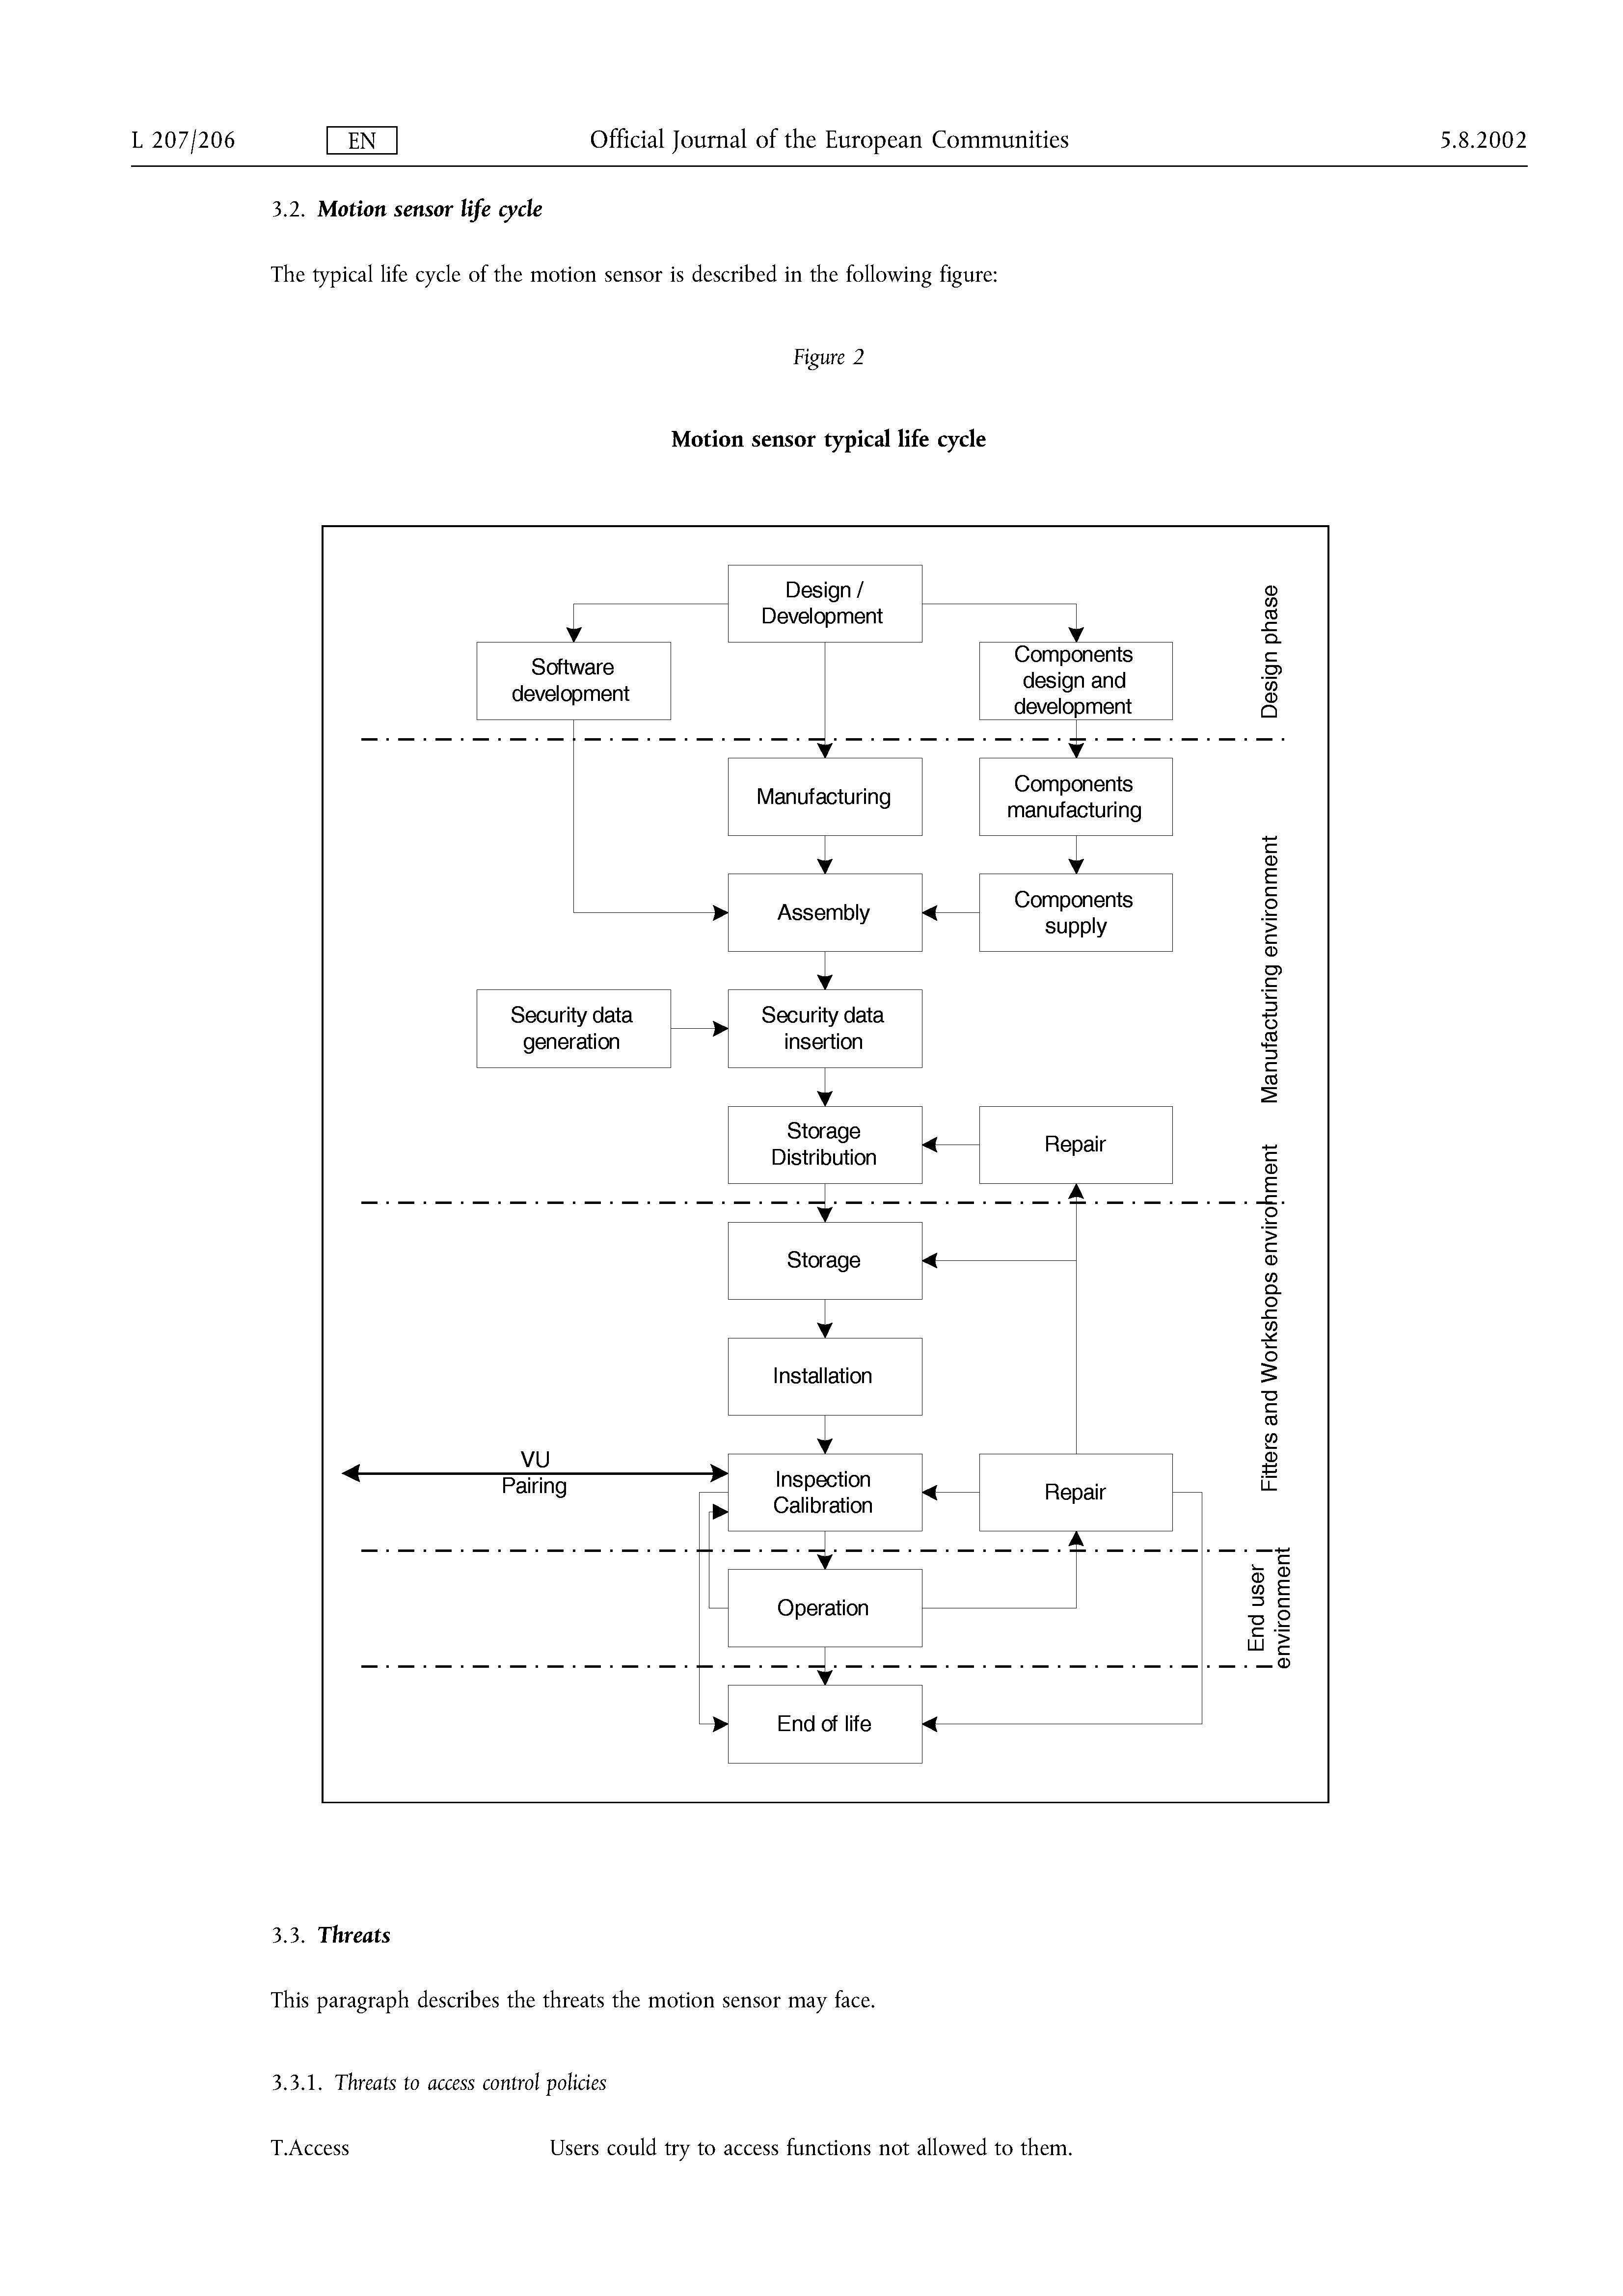 L 207/206 EN Official Journal of the European Communities 5.8.2002
3.2. Motion sensor life cycle
The typical life cycle of the motion sensor is described in the following figure:
Figure 2
Motion sensor typical life cycle
Design /
Development
Software
development
Components
design and
development
Design phase
Manufacturing
Components
manufacturing
Assembly
Components
supply
Manufacturing environment
Security data
generation
Security data
insertion
Storage
Distribution
Repair
Storage
Fitters and Workshops environment
Installation
VU
Pairing
Inspection
Calibration
Repair
Operation
End user
environment
End of life
3.3. Threats
This paragraph describes the threats the motion sensor may face.
3.3.1. Threats to access control policies
T.Access Users could try to access functions not allowed to them.